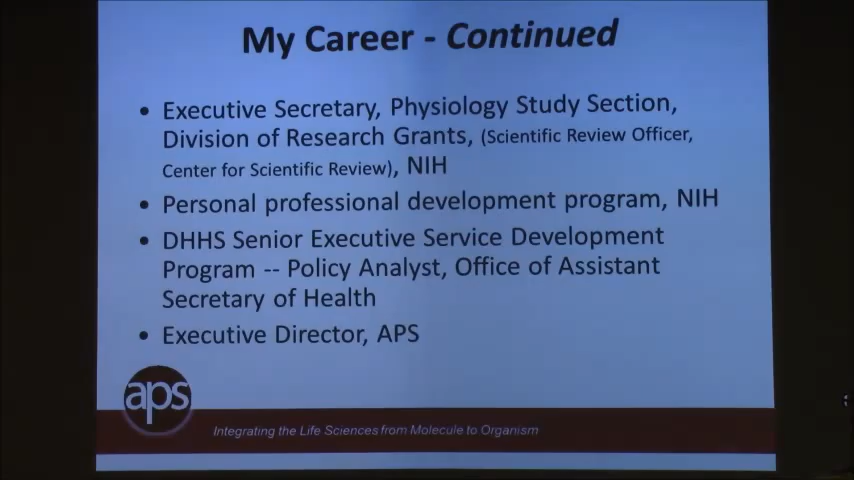 My Career - Continued
• Executive Secretary, Physiology Study Section,
Division of Research Grants, (Scientific Review Officer,
Center for Scientific Review), NIH
• Personal professional development program, NIH
• DHHS Senior Executive Service Development
Program -- Policy Analyst, Office of Assistant
Secretary of Health
• Executive Director, APS
aps
Integrating the Life Sciences from Molecule to Organism